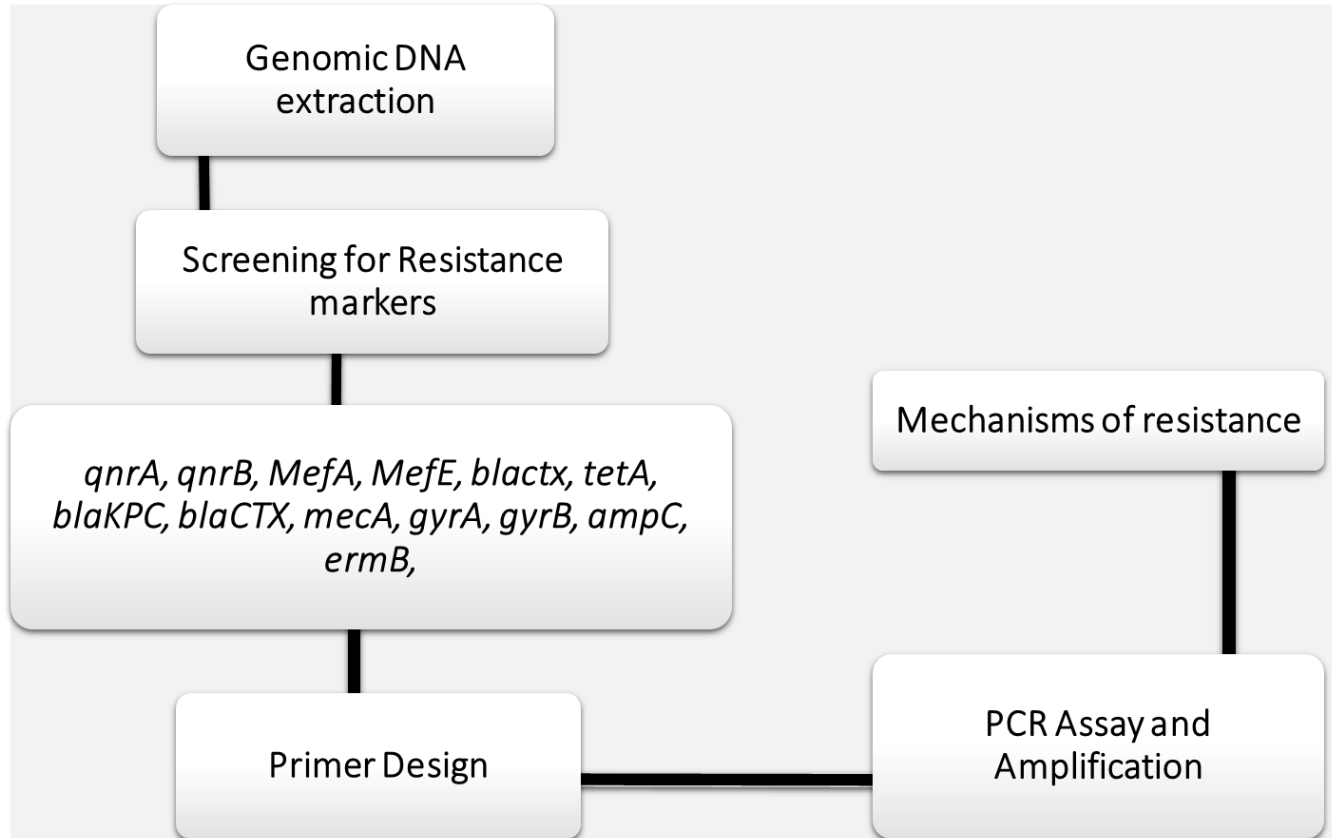 Genomic DNA
extraction
Screening for Resistance
markers
qnrA, qnrB, MefA, MefE, blactx, tetA,
blaKPC, blaCTX, mecA, gyrA, gyrB, ampC,
ermB,
Primer Design
PCR Assay and
Amplification
Mechanisms of resistance